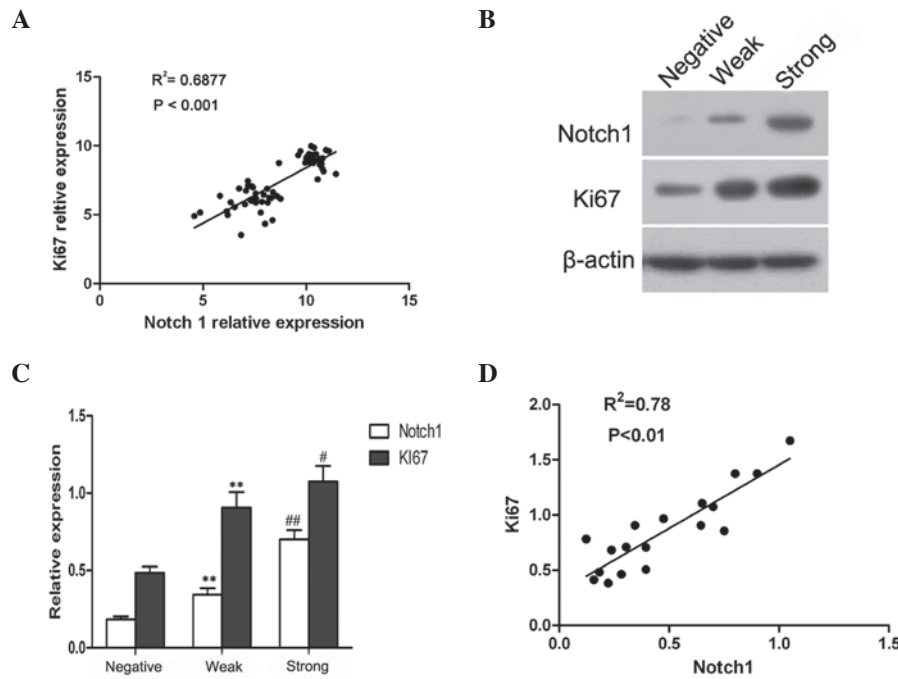 A
R²= 0.6877
P < 0.001
15
10
5
0
0
5
10
15
Ki67 reltive expression
Notch 1 relative expression
B
Negative
Weak
Strong
Notch1
Ki67
β-actin
C
1.5
1.0
0.5
0.0
Relative expression
**
**
##
#
Notch1
KI67
Negative
Weak
Strong
D
R²=0.78
P<0.01
2.0
1.5
1.0
0.5
0.0
0.0
0.5
1.0
1.5
Ki67
Notch1